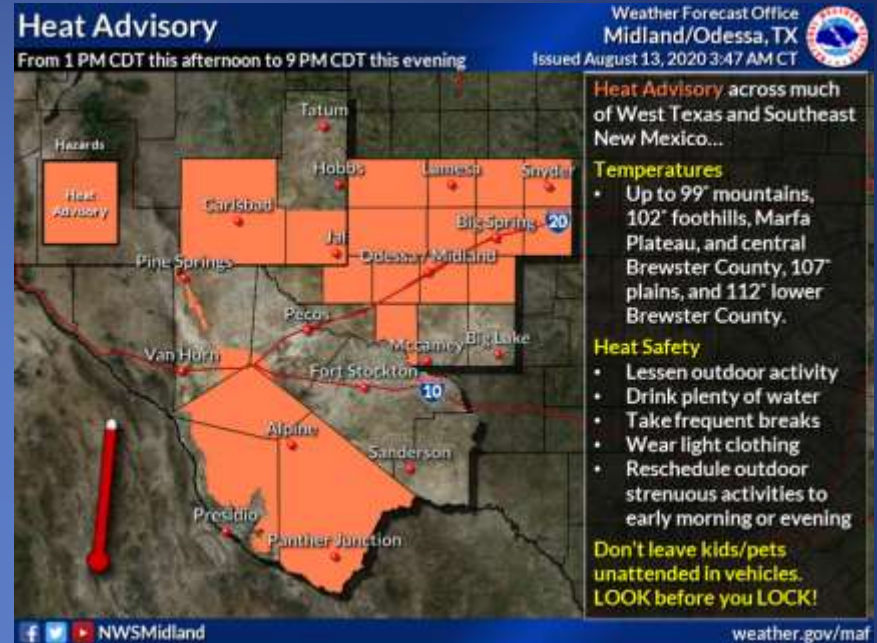 Heat Advisory
From 1 PM CDT this afternoon to 9 PM CDT this evening
Weather Forecast Office
Midland/Odessa, TX
Issued August 13, 2020 3:47 AM CT
Hazards
Heat
Advisory
Tatum
Hobbs
Lamesa
Snyder
Carlsbad
Big Spring
20
Jal
Odessa / Midland
Pine Springs
Pecos
Van Horn
Mccamey
Big Lake
Fort Stockton
10
Alpine
Sanderson
Presidio
Panther Junction
Heat Advisory across much
of West Texas and Southeast
New Mexico...
Temperatures
• Up to 99° mountains,
102° foothills, Marfa
Plateau, and central
Brewster County, 107°
plains, and 112° lower
Brewster County.
Heat Safety
• Lessen outdoor activity
• Drink plenty of water
• Take frequent breaks
• Wear light clothing
• Reschedule outdoor
strenuous activities to
early morning or evening
Don't leave kids/pets
unattended in vehicles.
LOOK before you LOCK!
NWSMidland
weather.gov/maf